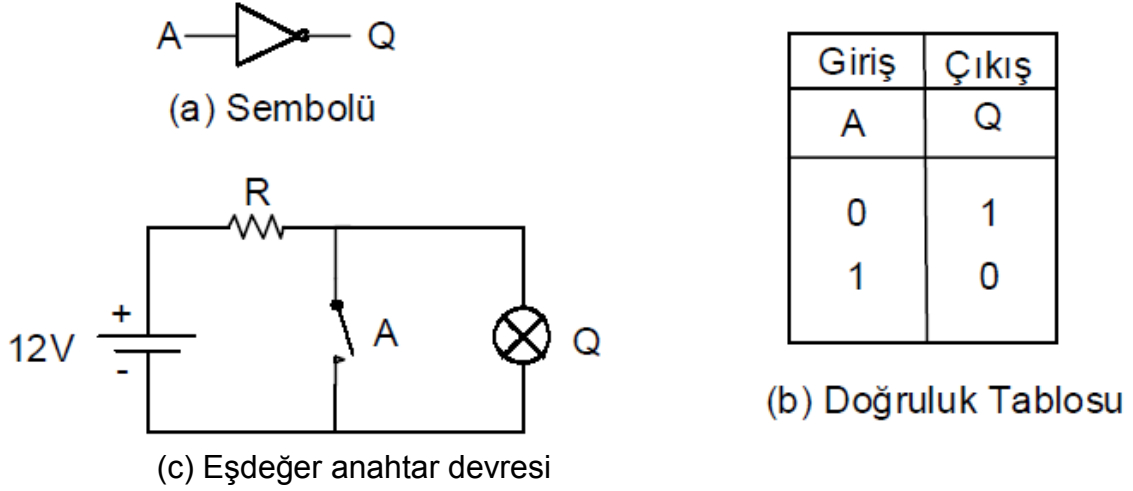 A Q
(a) Sembolü
R
+
12V
-
A
Q
(c) Eşdeğer anahtar devresi
Giriş Çıkış
A Q
0 1
1 0
(b) Doğruluk Tablosu